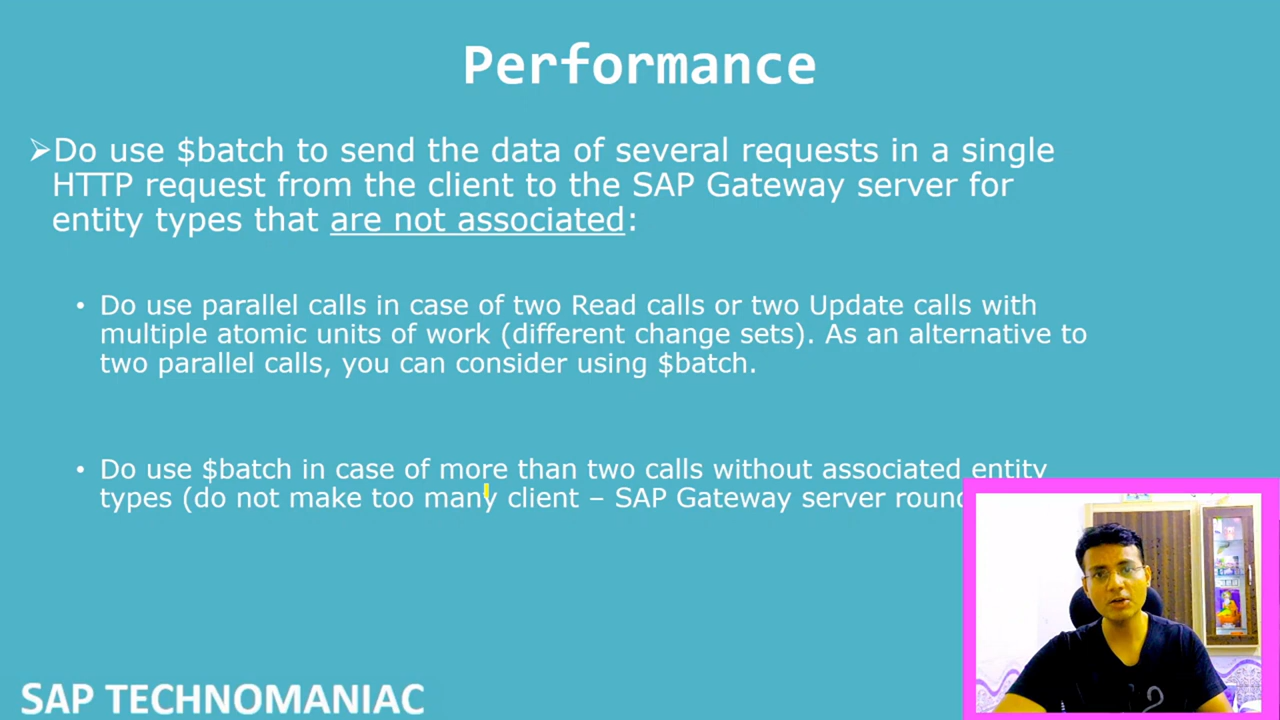 Performance
➢Do use $batch to send the data of several requests in a single
HTTP request from the client to the SAP Gateway server for
entity types that are not associated:
• Do use parallel calls in case of two Read calls or two Update calls with
multiple atomic units of work (different change sets). As an alternative to
two parallel calls, you can consider using $batch.
• Do use $batch in case of more than two calls without associated entity
types (do not make too many client – SAP Gateway server
SAP TECHNOMANIAC